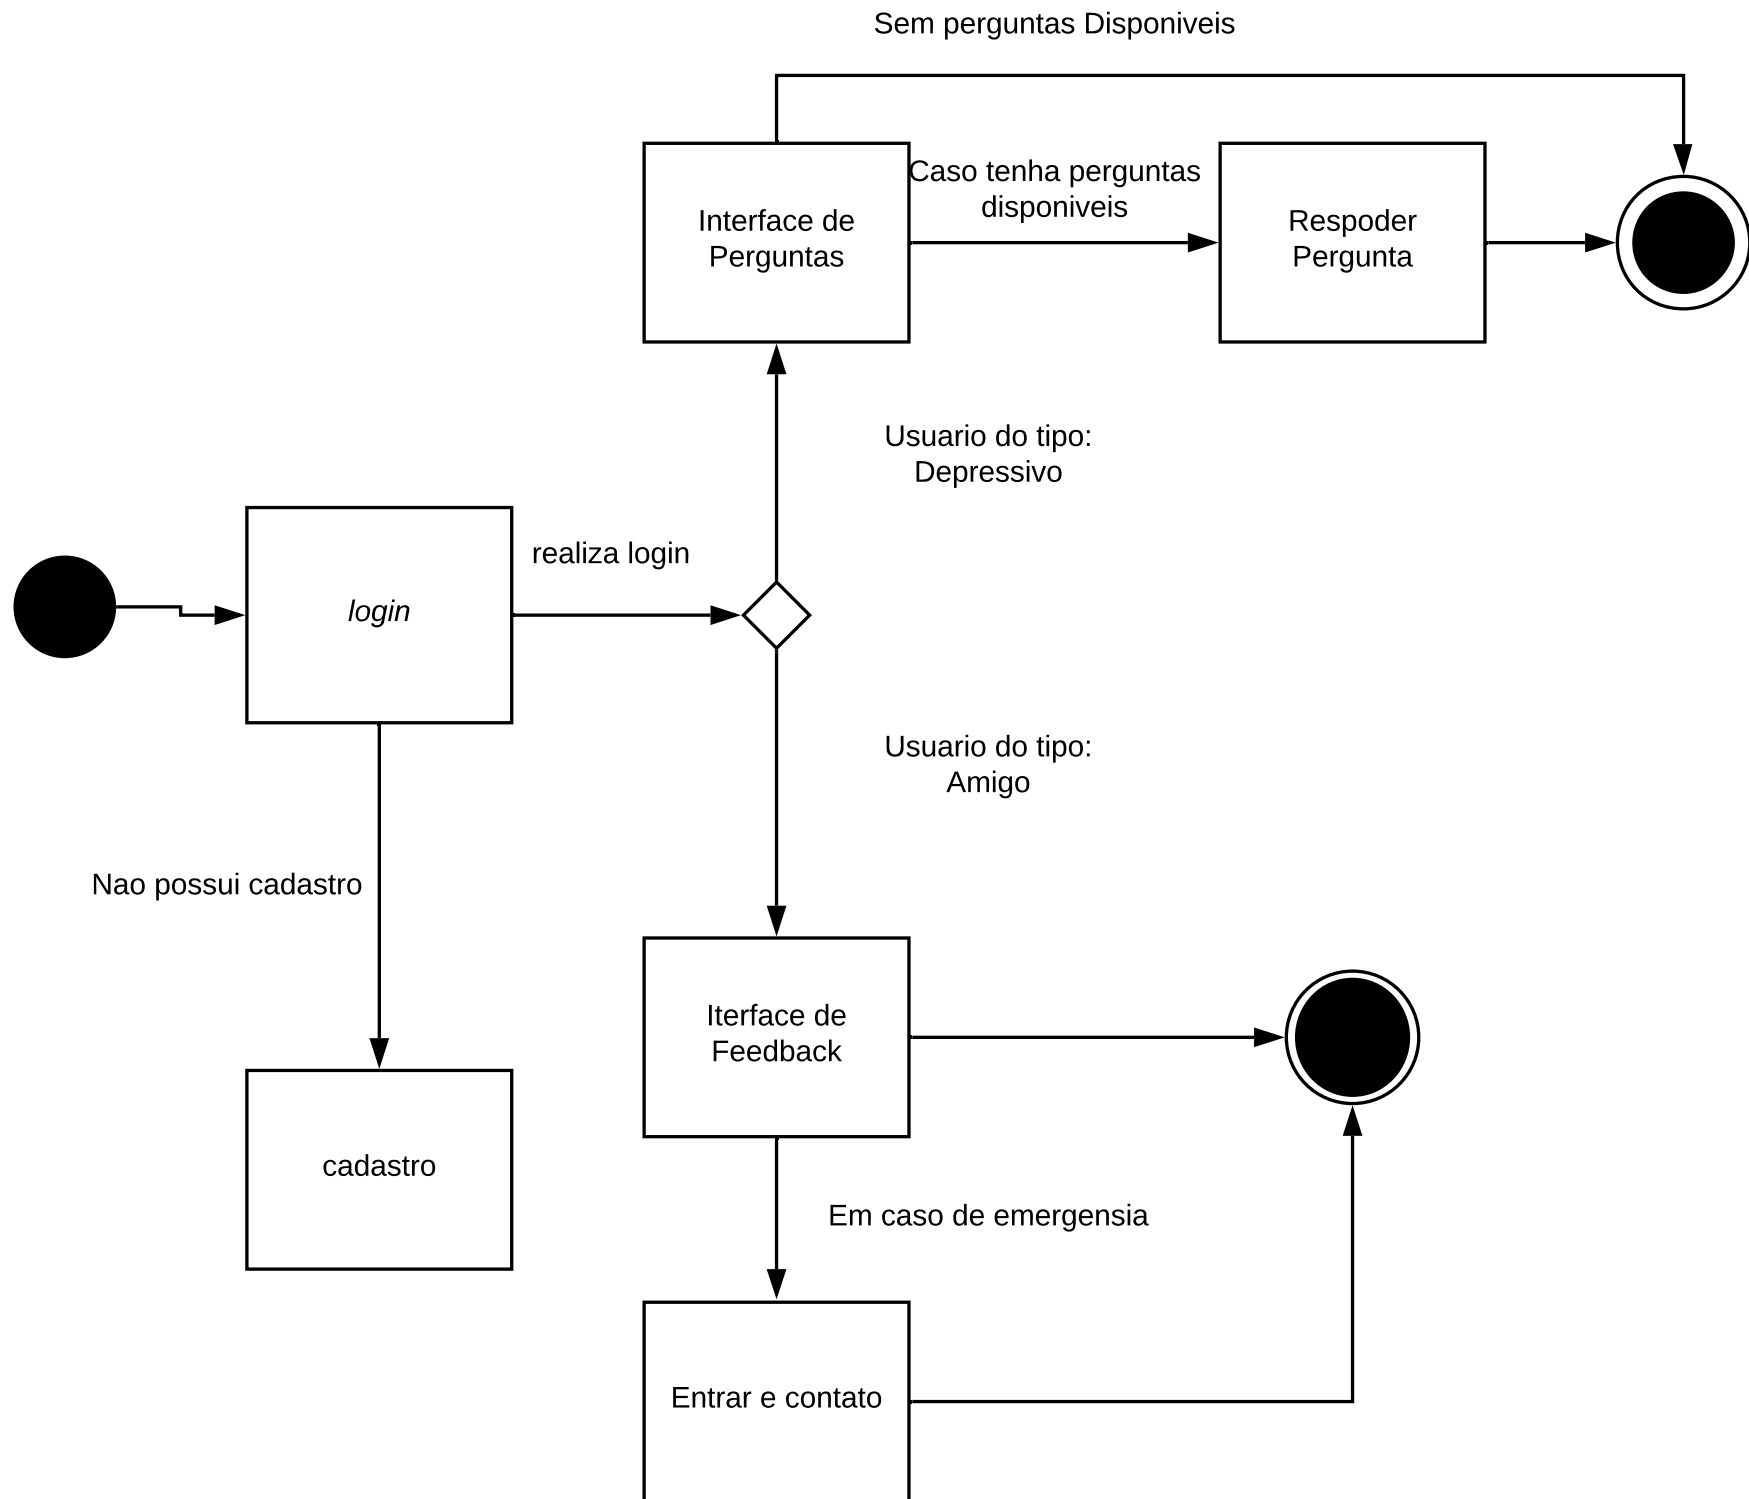 Sem perguntas Disponiveis
Caso tenha perguntas
disponiveis
Interface de
Perguntas
Respoder
Pergunta
Usuario do tipo:
Depressivo
realiza login
login
Usuario do tipo:
Amigo
Nao possui cadastro
Iterface de
Feedback
cadastro
Em caso de emergensia
Entrar e contato